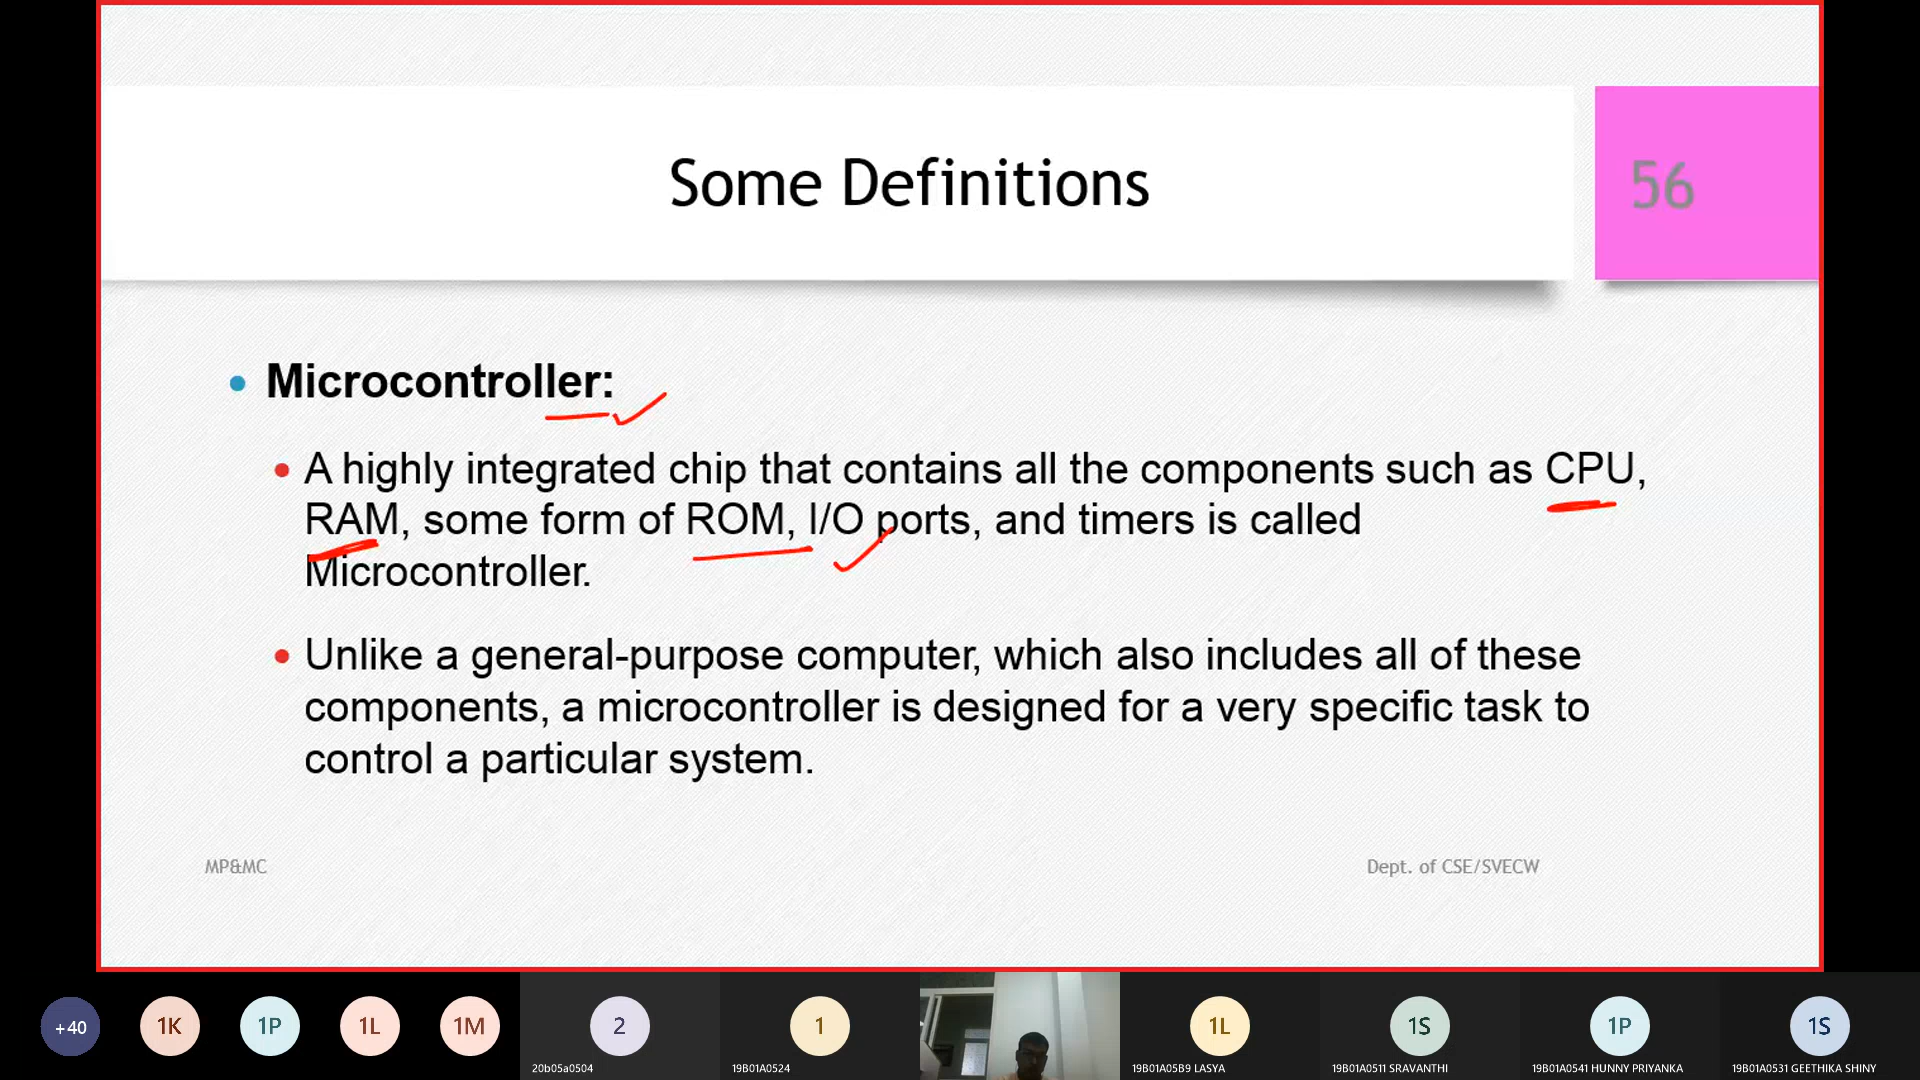 Some Definitions
56
Microcontroller:
A highly integrated chip that contains all the components such as CPU,
RAM, some form of ROM, I/O ports, and timers is called
Microcontroller.
Unlike a general-purpose computer, which also includes all of these
components, a microcontroller is designed for a very specific task to
control a particular system.
MP&MC
Dept. of CSE/SVECW
+40
1K
1P
1L
1M
2
1
1L
1S
1P
1S
20b05a0504
19B01A0524
19B01A05B9 LASYA
19B01A0511 SRAVANTHI
19B01A0541 HUNNY PRIYANKA
19B01A0531 GEETHIKA SHINY